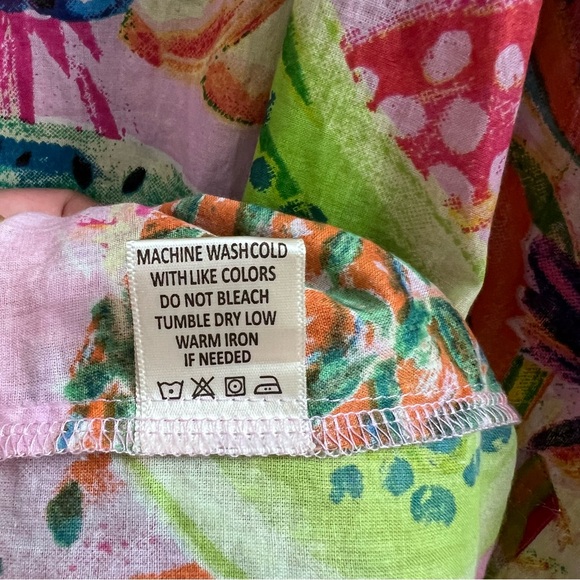 MACHINE WASH COLD
WITH LIKE COLORS
DO NOT BLEACH
TUMBLE DRY LOW
WARM IRON
IF NEEDED